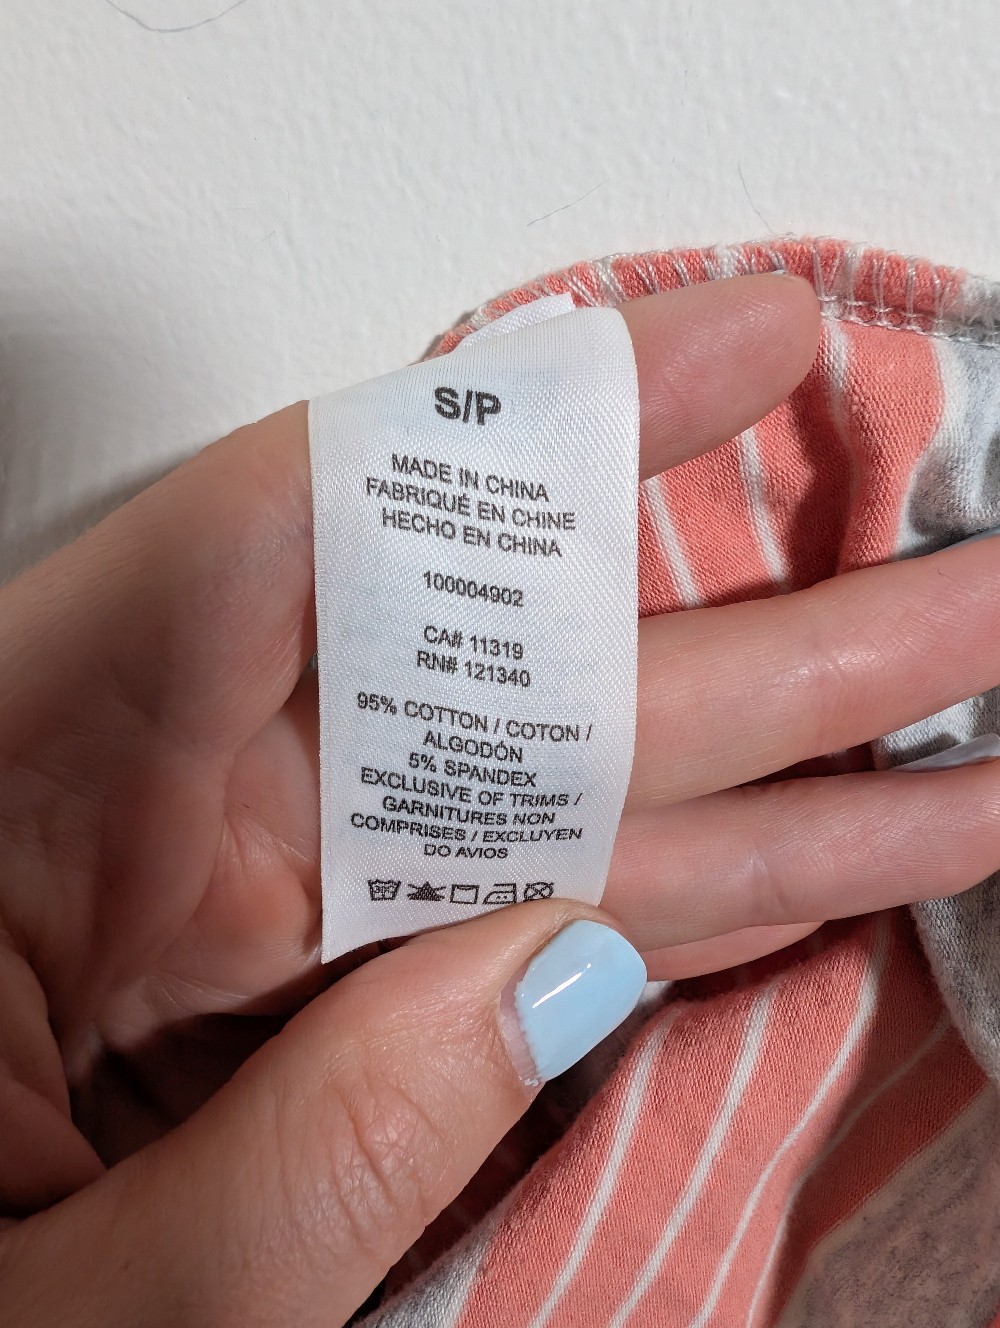 S/P
MADE IN CHINA
FABRIQUÉ EN CHINE
HECHO EN CHINA
100004902
CA# 11319
RN# 121340
95% COTTON / COTON /
ALGODÓN
5% SPANDEX
EXCLUSIVE OF TRIMS /
GARNITURES NON
COMPRISES / EXCLUYEN
DO AVIOS